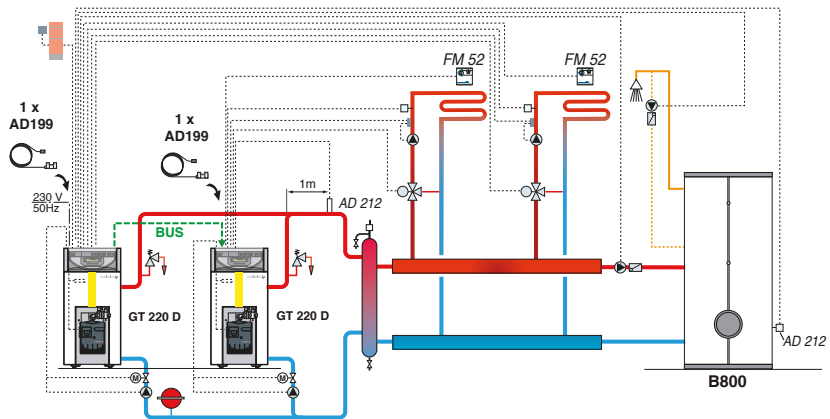 FM 52
FM 52
1 x
AD199
1 x
AD199
230 V
50Hz
1m
AD 212
BUS
GT 220 D
GT 220 D
M
M
AD 212
B800